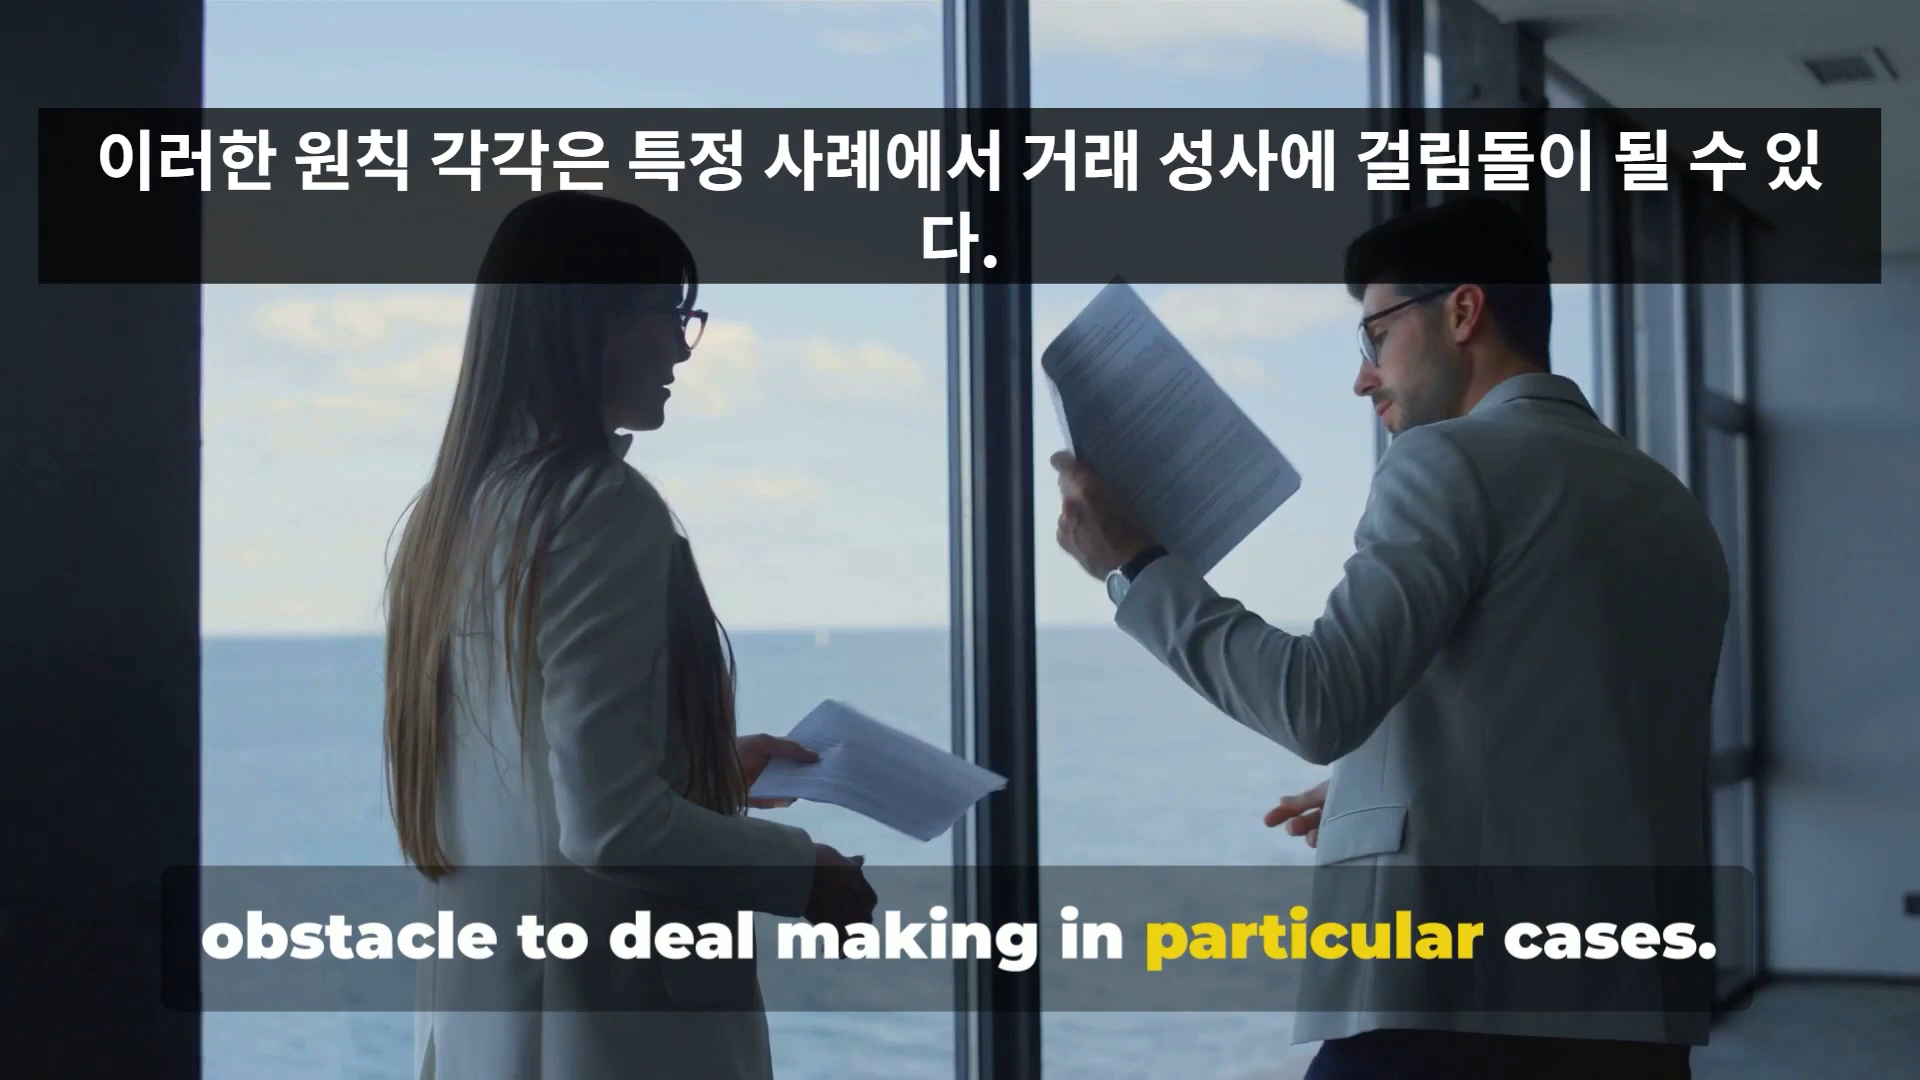 이러한 원칙 각각은 특정 사례에서 거래 성사에 걸림돌이 될 수 있
다.
obstacle to deal making in particular cases.